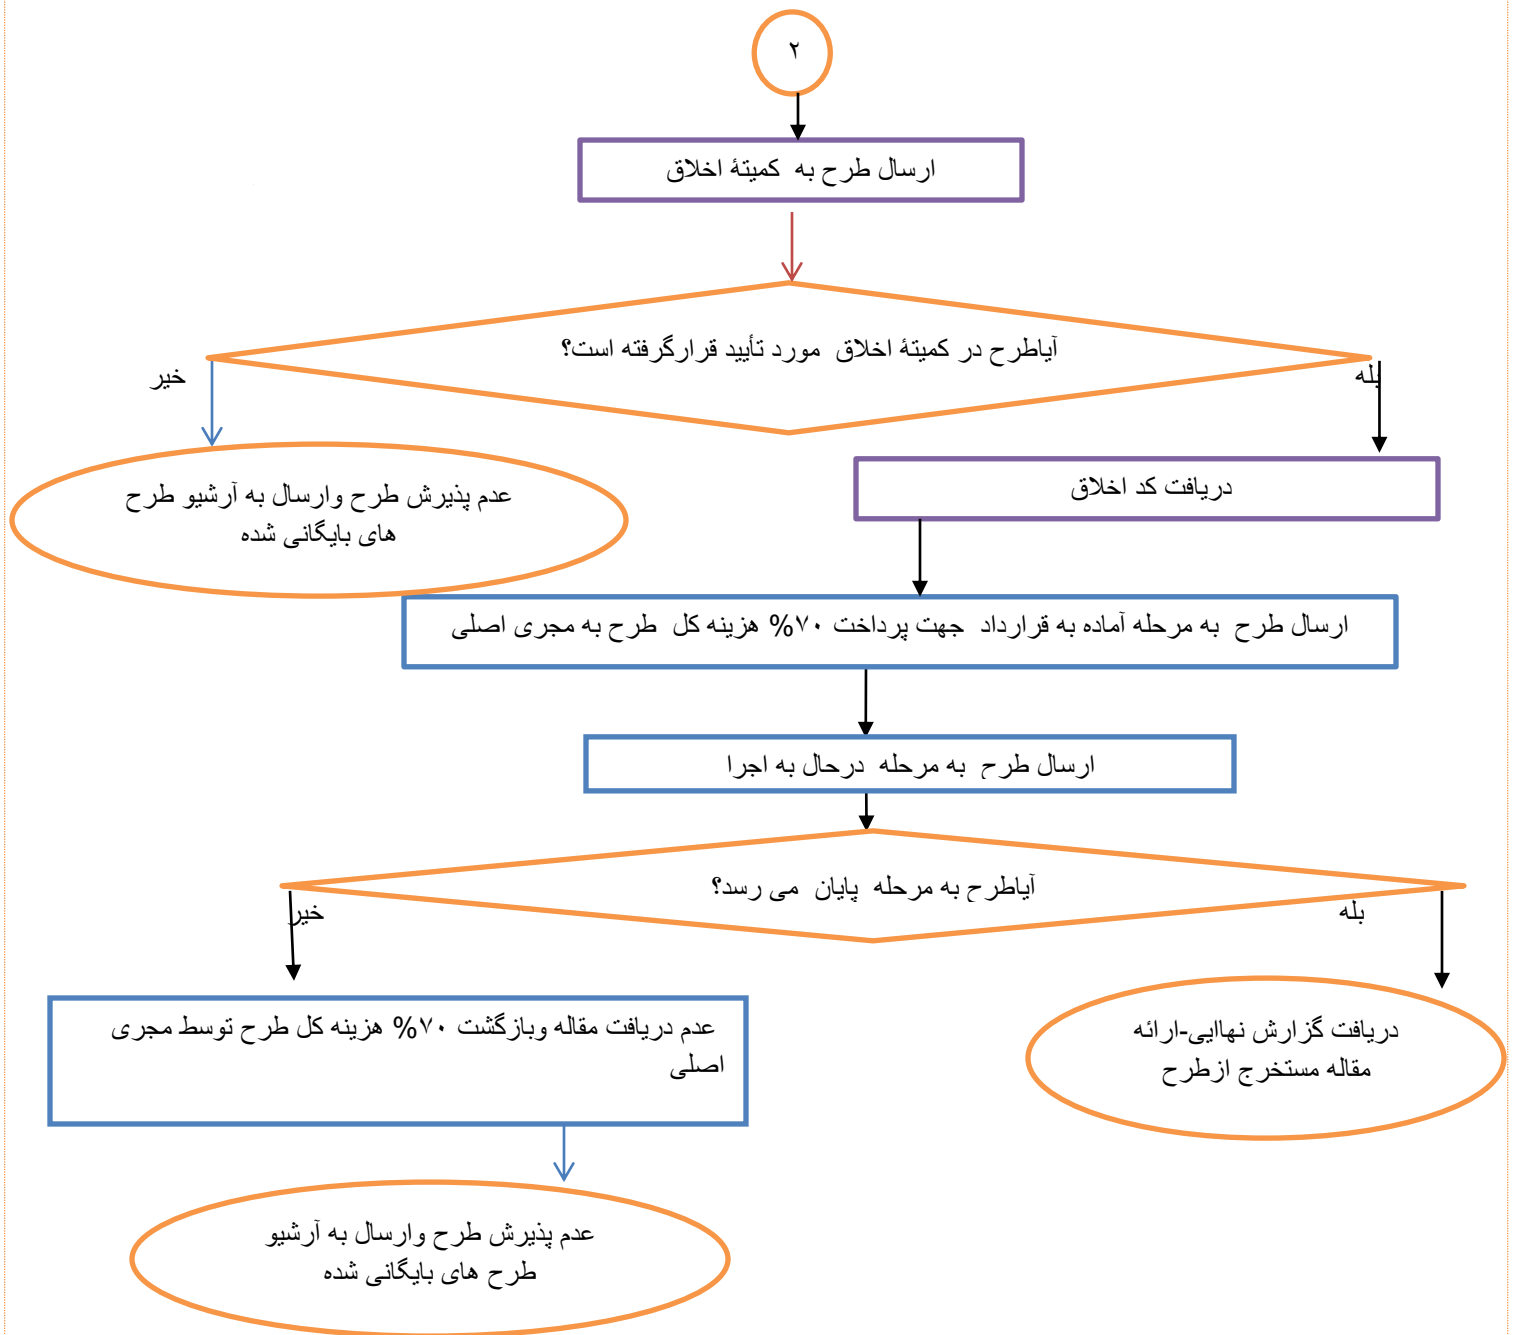 ۲
ارسال طرح به کمیتۀ اخلاق
آیاطرح در کمیتۀ اخلاق مورد تأیید قرارگرفته است؟
بله
خیر
دریافت کد اخلاق
عدم پذیرش طرح وارسال به آرشیو طرح
های بایگانی شده
ارسال طرح به مرحله آماده به قرارداد جهت پرداخت ۷۰% هزینه کل طرح به مجری اصلی
ارسال طرح به مرحله درحال به اجرا
آیاطرح به مرحله پایان می رسد؟
بله
خیر
دریافت گزارش نهاایی-ارائه
مقاله مستخرج ازطرح
عدم دریافت مقاله وبازگشت ۷۰% هزینه کل طرح توسط مجری
اصلی
عدم پذیرش طرح وارسال به آرشیو
طرح های بایگانی شده